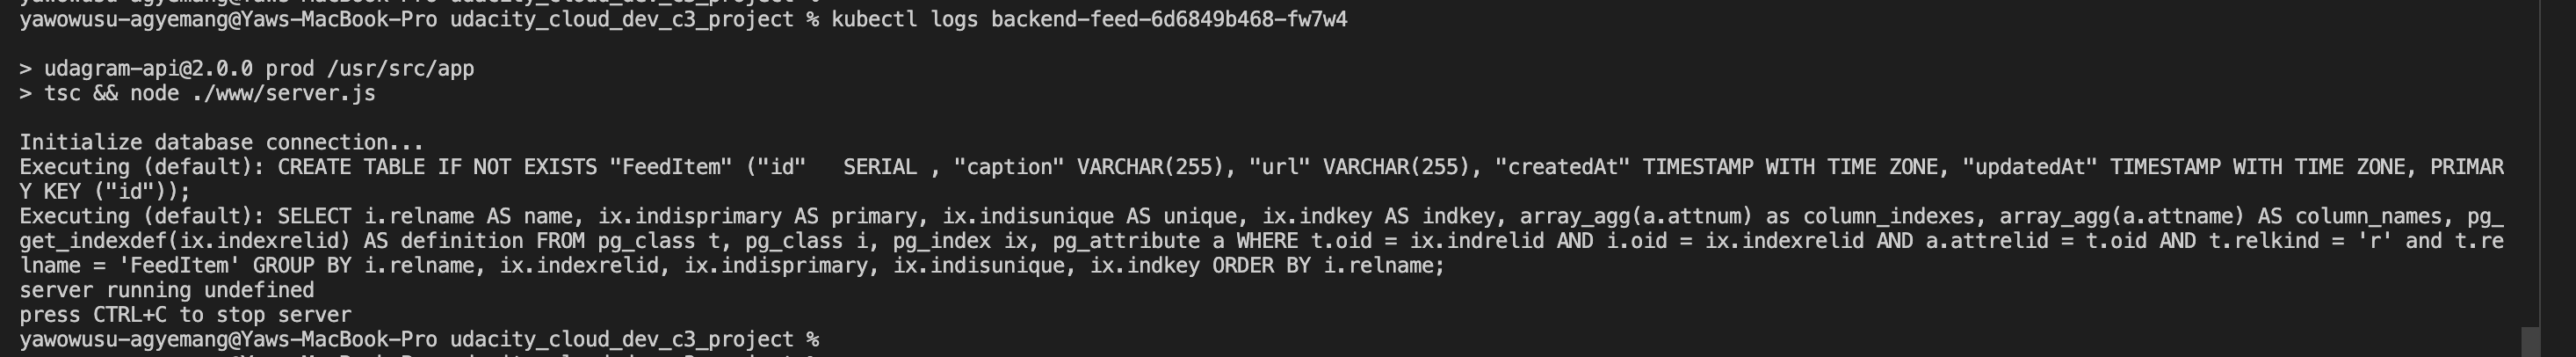 yawowusu-agyemang@Yaws-MacBook-Pro udacity_cloud_dev_c3_project % kubectl logs backend-feed-6d6849b468-fw7w4
> udagram-api@2.0.0 prod /usr/src/app
> tsc && node ./www/server.js
Initialize database connection...
Executing (default): CREATE TABLE IF NOT EXISTS "FeedItem" ("id"   SERIAL , "caption" VARCHAR(255), "url" VARCHAR(255), "createdAt" TIMESTAMP WITH TIME ZONE, "updatedAt" TIMESTAMP WITH TIME ZONE, PRIMAR
Y KEY ("id"));
Executing (default): SELECT i.relname AS name, ix.indisprimary AS primary, ix.indisunique AS unique, ix.indkey AS indkey, array_agg(a.attnum) as column_indexes, array_agg(a.attname) AS column_names, pg_
get_indexdef(ix.indexrelid) AS definition FROM pg_class t, pg_class i, pg_index ix, pg_attribute a WHERE t.oid = ix.indrelid AND i.oid = ix.indexrelid AND a.attrelid = t.oid AND t.relkind = 'r' and t.re
lname = 'FeedItem' GROUP BY i.relname, ix.indexrelid, ix.indisprimary, ix.indisunique, ix.indkey ORDER BY i.relname;
server running undefined
press CTRL+C to stop server
yawowusu-agyemang@Yaws-MacBook-Pro udacity_cloud_dev_c3_project %